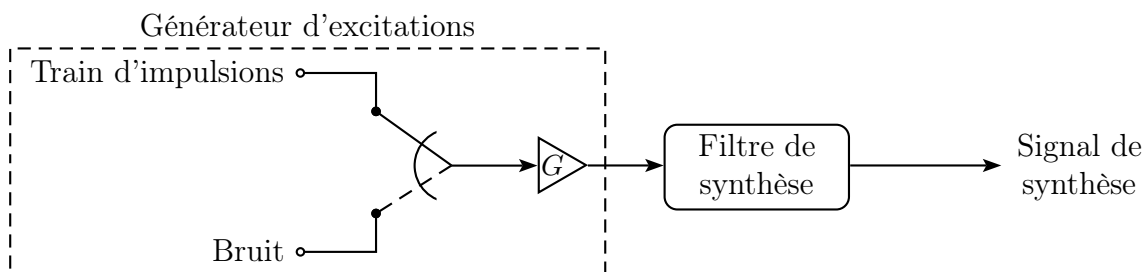 Générateur d'excitations
Train d'impulsions
Bruit
G
Filtre de
synthèse
Signal de
synthèse